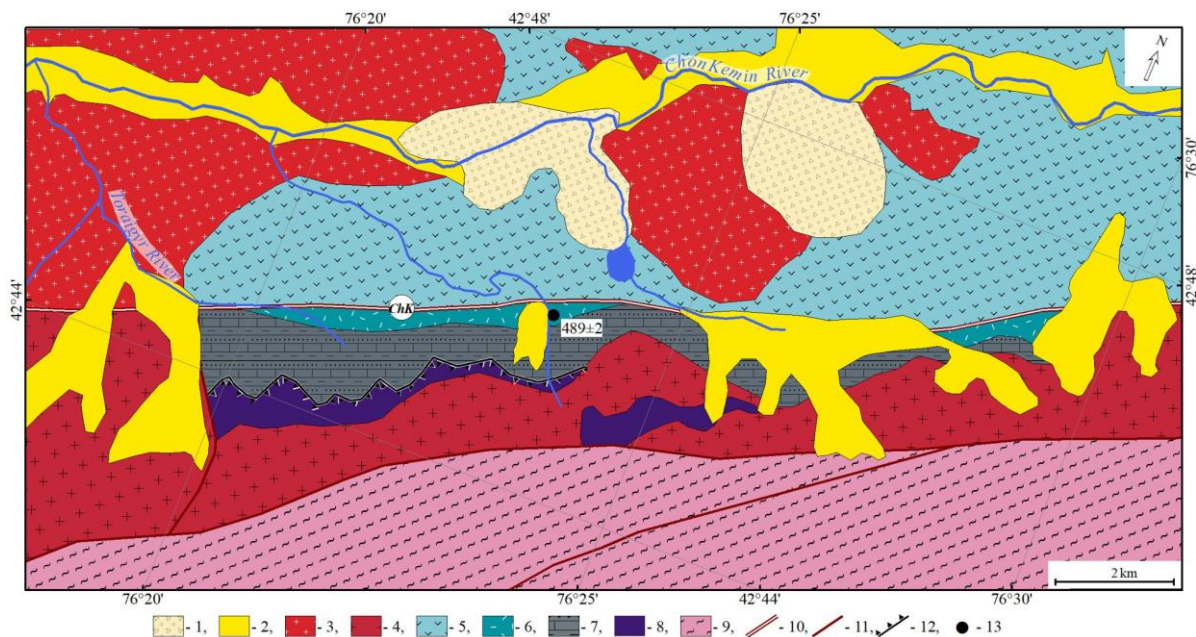 76°20'
42°48'
76°25'
N
Chon Kemin River
76°30'
Toraigyr River
42°44'
ChK
489±2
42°48'
2 km
76°20'
76°25'
42°44'
76°30'
- 1, - 2, - 3, - 4, - 5, - 6, - 7, - 8, - 9, - 10, - 11, - 12, - 13